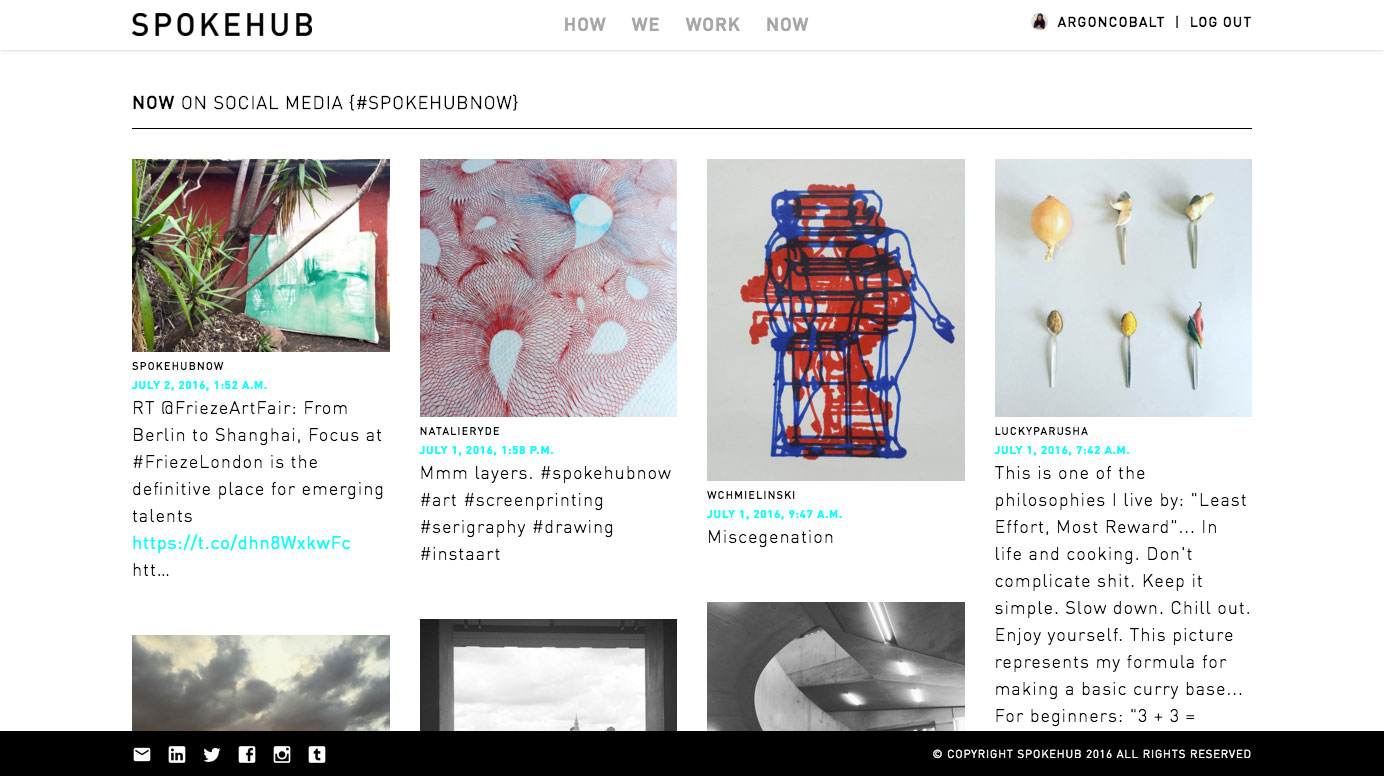 SPOKEHUB
HOW WE WORK NOW
ARGONCOBALT | LOG OUT
NOW ON SOCIAL MEDIA {#SPOKEHUBNOW}
SPOKEHUBNOW
JULY 2, 2016, 1:52 A.M.
RT @FriezeArtFair: From
Berlin to Shanghai, Focus at
#FriezeLondon is the
definitive place for emerging
talents
https://t.co/dhn8WxkwFc
htt…
NATALIERYDE
JULY 1, 2016, 1:58 P.M.
Mmm layers. #spokehubnow
#art #screenprinting
#serigraphy #drawing
#instaart
WCHMIELINSKI
JULY 1, 2016, 9:47 A.M.
Miscegenation
LUCKYPARUSHA
JULY 1, 2016, 7:42 A.M.
This is one of the
philosophies I live by: "Least
Effort, Most Reward"... In
life and cooking. Don't
complicate shit. Keep it
simple. Slow down. Chill out.
Enjoy yourself. This picture
represents my formula for
making a basic curry base...
For beginners: "3 + 3 =
© COPYRIGHT SPOKEHUB 2016 ALL RIGHTS RESERVED